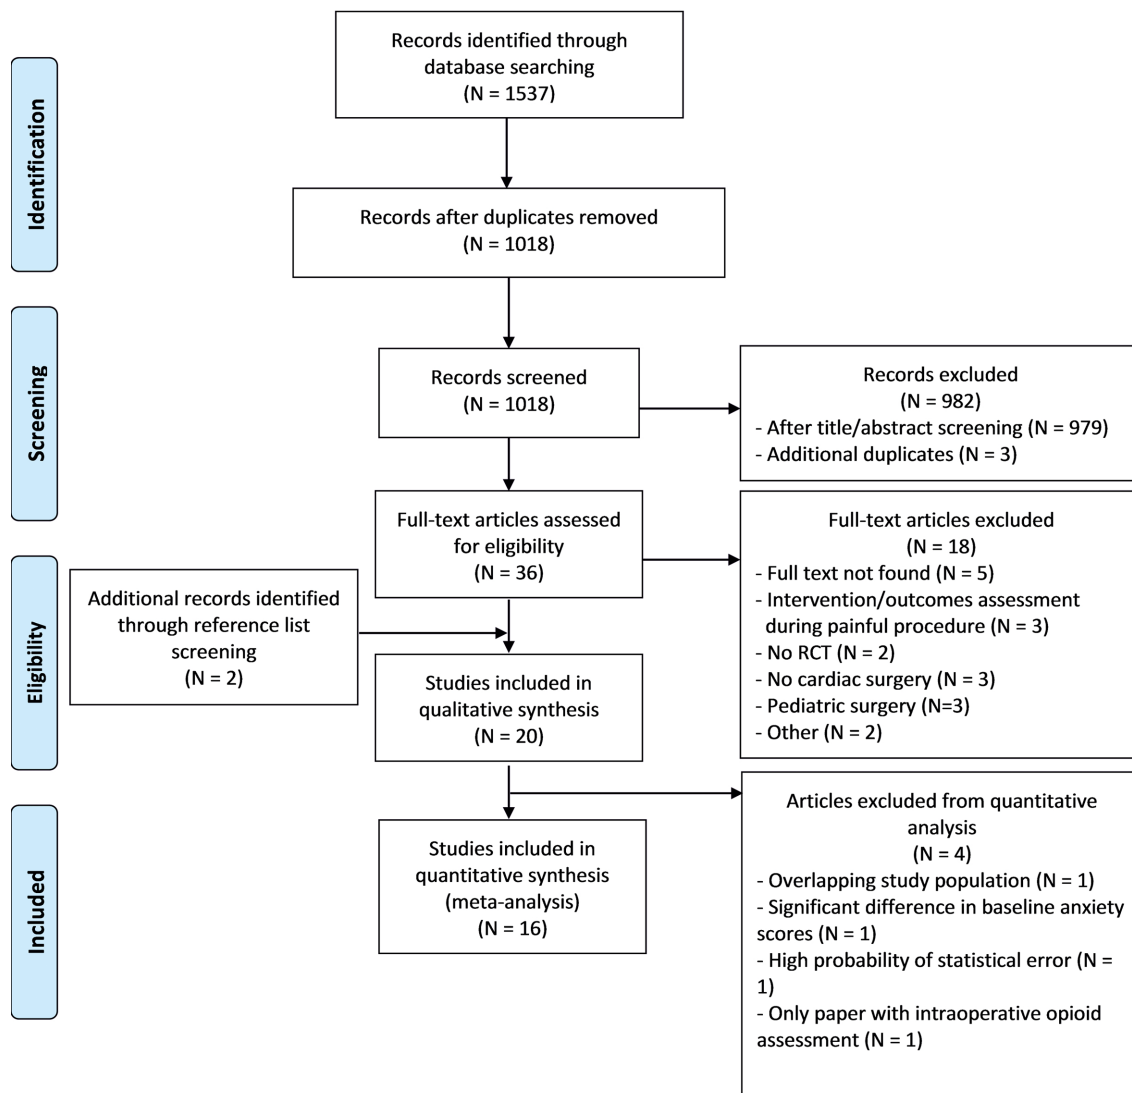 Identification
Records identified through
database searching
(N = 1537)
Records after duplicates removed
(N = 1018)
Screening
Records screened
(N = 1018)
Records excluded
(N = 982)
- After title/abstract screening (N = 979)
- Additional duplicates (N = 3)
Full-text articles assessed
for eligibility
(N = 36)
Full-text articles excluded
(N = 18)
- Full text not found (N = 5)
- Intervention/outcomes assessment
during painful procedure (N = 3)
- No RCT (N = 2)
- No cardiac surgery (N = 3)
- Pediatric surgery (N=3)
- Other (N = 2)
Eligibility
Additional records identified
through reference list
screening
(N = 2)
Studies included in
qualitative synthesis
(N = 20)
Included
Studies included in
quantitative synthesis
(meta-analysis)
(N = 16)
Articles excluded from quantitative
analysis
(N = 4)
- Overlapping study population (N = 1)
- Significant difference in baseline anxiety
scores (N = 1)
- High probability of statistical error (N =
1)
- Only paper with intraoperative opioid
assessment (N = 1)